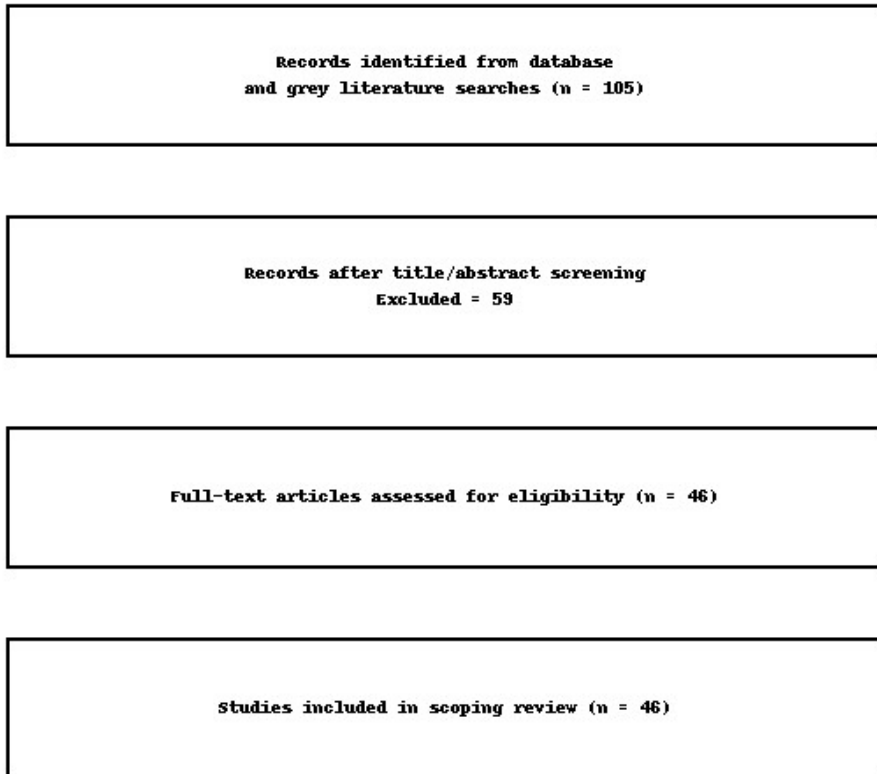 Records identified from database
and grey literature searches (n = 105)
Records after title/abstract screening
Excluded = 59
Full-text articles assessed for eligibility (n = 46)
Studies included in scoping review (n = 46)